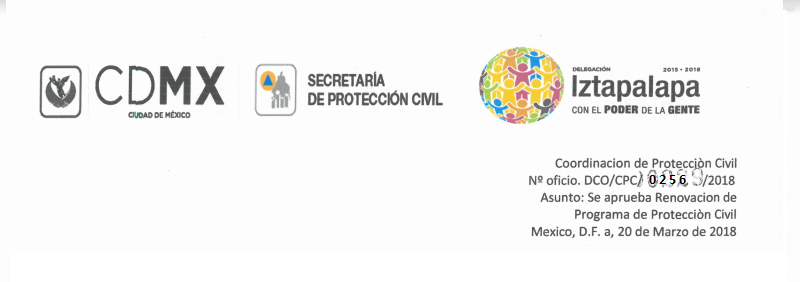 CDMX
CIUDAD DE MÉXICO
SECRETARÍA
DE PROTECCIÓN CIVIL
DELEGACIÓN 2015 • 2018
Iztapalapa
CON EL PODER DE LA GENTE
Coordinacion de Protecciòn Civil
Nº oficio. DCO/CPC/ 0256 /2018
Asunto: Se aprueba Renovacion de
Programa de Protecciòn Civil
Mexico, D.F. a, 20 de Marzo de 2018